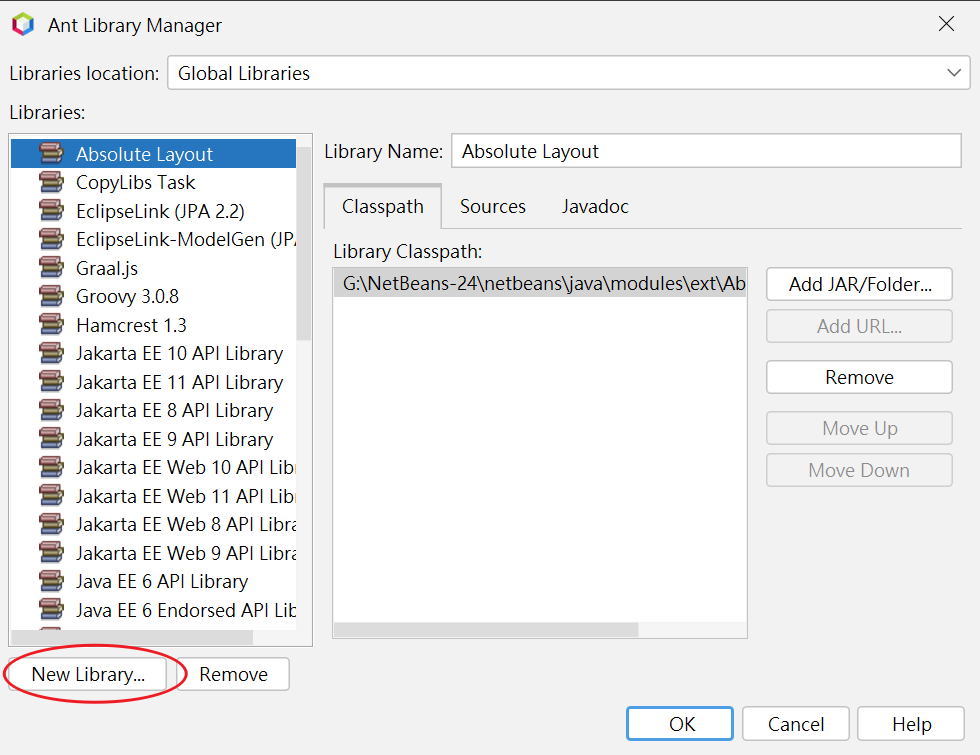 Ant Library Manager
Libraries location: Global Libraries
Libraries:
Absolute Layout
CopyLibs Task
EclipseLink (JPA 2.2)
EclipseLink-ModelGen (JPA
Graal.js
Groovy 3.0.8
Hamcrest 1.3
Jakarta EE 10 API Library
Jakarta EE 11 API Library
Jakarta EE 8 API Library
Jakarta EE 9 API Library
Jakarta EE Web 10 API Libr
Jakarta EE Web 11 API Libr
Jakarta EE Web 8 API Libra
Jakarta EE Web 9 API Libra
Java EE 6 API Library
Java EE 6 Endorsed API Lib
New Library... Remove
Library Name: Absolute Layout
Classpath Sources Javadoc
Library Classpath:
G:\NetBeans-24\netbeans\java\modules\ext\Ab
Add JAR/Folder...
Add URL...
Remove
Move Up
Move Down
OK Cancel Help